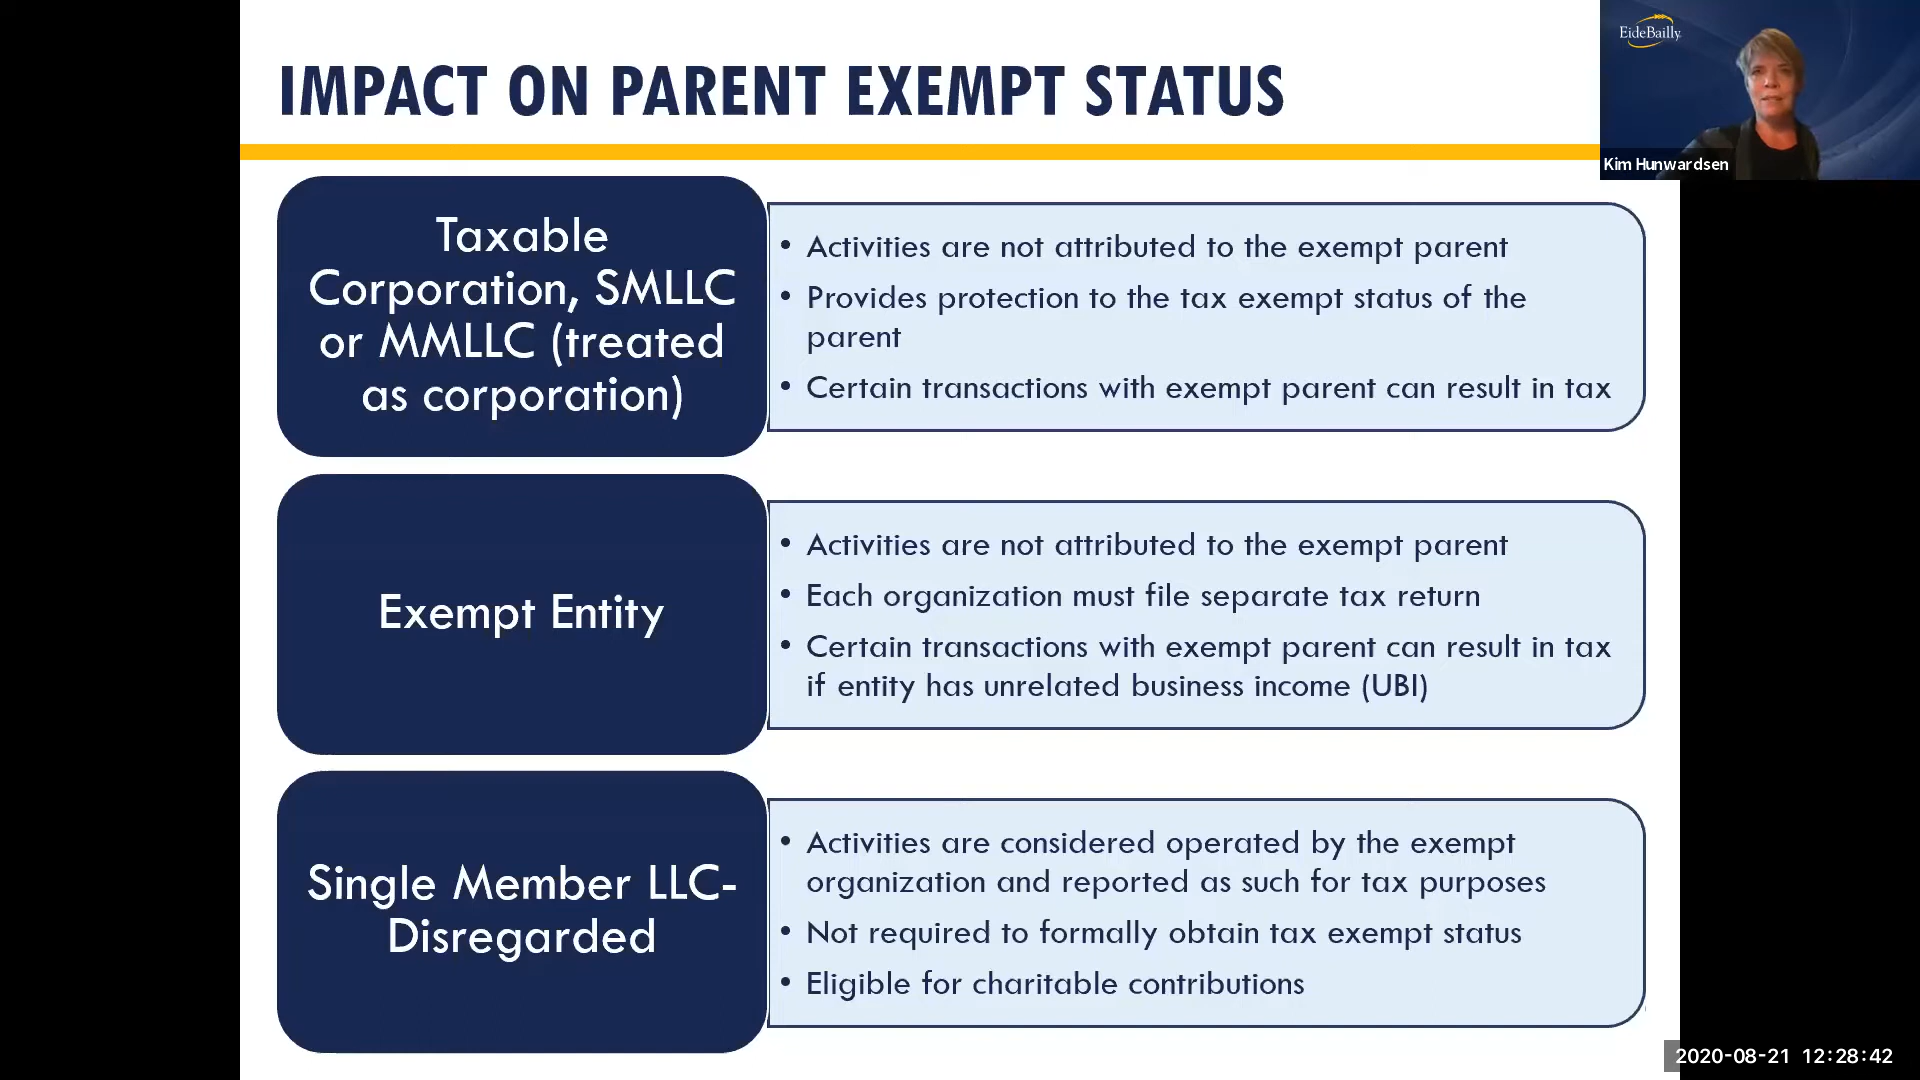 IMPACT ON PARENT EXEMPT STATUS
EideBailly
Kim Hunwardsen
Taxable
Corporation, SMLLC
or MMLLC (treated
as corporation)
• Activities are not attributed to the exempt parent
• Provides protection to the tax exempt status of the
parent
• Certain transactions with exempt parent can result in tax
Exempt Entity
• Activities are not attributed to the exempt parent
• Each organization must file separate tax return
• Certain transactions with exempt parent can result in tax
if entity has unrelated business income (UBI)
Single Member LLC-
Disregarded
• Activities are considered operated by the exempt
organization and reported as such for tax purposes
• Not required to formally obtain tax exempt status
• Eligible for charitable contributions
2020-08-21 12:28:42